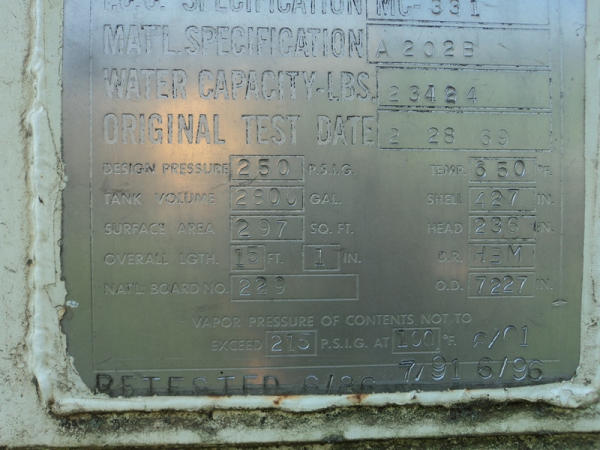 I.C.C. SPECIFICATION MC-331
MAT'L. SPECIFICATION A 202B
WATER CAPACITY-LBS. 23424
ORIGINAL TEST DATE 2 28 69
DESIGN PRESSURE 250 P.S.I.G. TEMP. 650 °F.
TANK VOLUME 2800 GAL. SHELL .427 IN.
SURFACE AREA 297 SQ. FT. HEAD .236 IN.
OVERALL LGTH. 15 FT. 1 IN. O.R. HEM
NAT'L. BOARD NO. 229 O.D. 7227 IN.
VAPOR PRESSURE OF CONTENTS NOT TO
EXCEED 215 P.S.I.G. AT 100 °F. 6/01
RETESTED 6/86 7/91 6/96